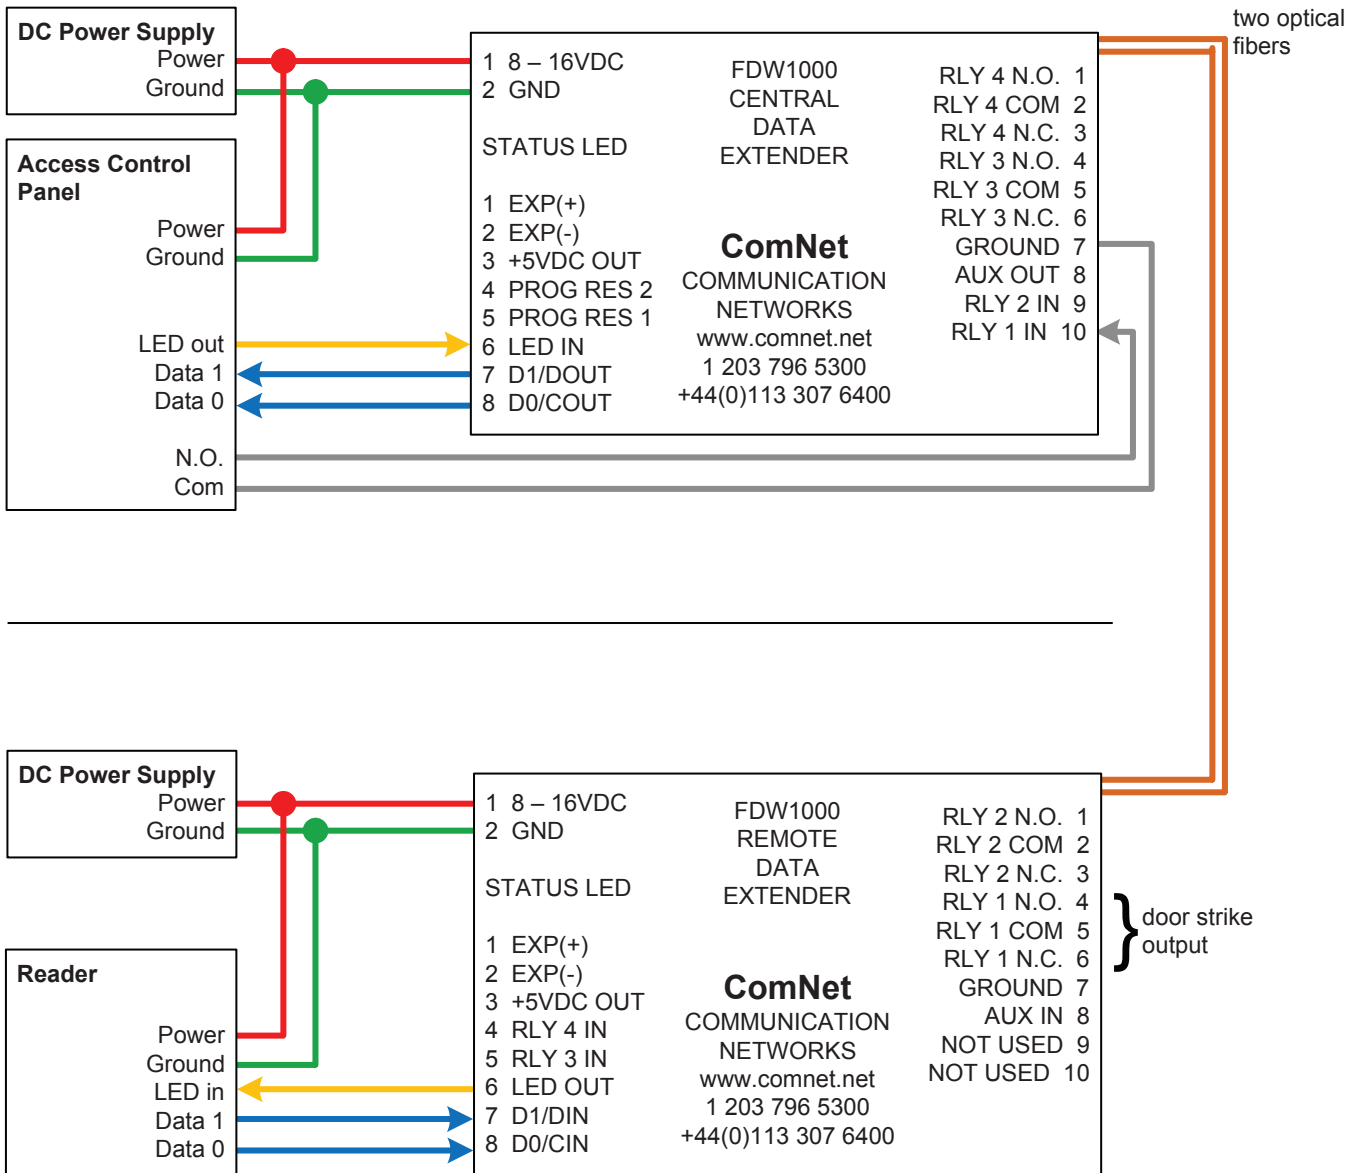 two optical
fibers
DC Power Supply
Power
Ground
Access Control
Panel
Power
Ground
LED out
Data 1
Data 0
N.O.
Com
1 8 – 16VDC
2 GND
STATUS LED
1 EXP(+)
2 EXP(-)
3 +5VDC OUT
4 PROG RES 2
5 PROG RES 1
6 LED IN
7 D1/DOUT
8 D0/COUT
FDW1000
CENTRAL
DATA
EXTENDER
ComNet
COMMUNICATION
NETWORKS
www.comnet.net
1 203 796 5300
+44(0)113 307 6400
RLY 4 N.O. 1
RLY 4 COM 2
RLY 4 N.C. 3
RLY 3 N.O. 4
RLY 3 COM 5
RLY 3 N.C. 6
GROUND 7
AUX OUT 8
RLY 2 IN 9
RLY 1 IN 10
DC Power Supply
Power
Ground
Reader
Power
Ground
LED in
Data 1
Data 0
1 8 – 16VDC
2 GND
STATUS LED
1 EXP(+)
2 EXP(-)
3 +5VDC OUT
4 RLY 4 IN
5 RLY 3 IN
6 LED OUT
7 D1/DIN
8 D0/CIN
FDW1000
REMOTE
DATA
EXTENDER
ComNet
COMMUNICATION
NETWORKS
www.comnet.net
1 203 796 5300
+44(0)113 307 6400
RLY 2 N.O. 1
RLY 2 COM 2
RLY 2 N.C. 3
RLY 1 N.O. 4
RLY 1 COM 5
RLY 1 N.C. 6
GROUND 7
AUX IN 8
NOT USED 9
NOT USED 10
door strike
output